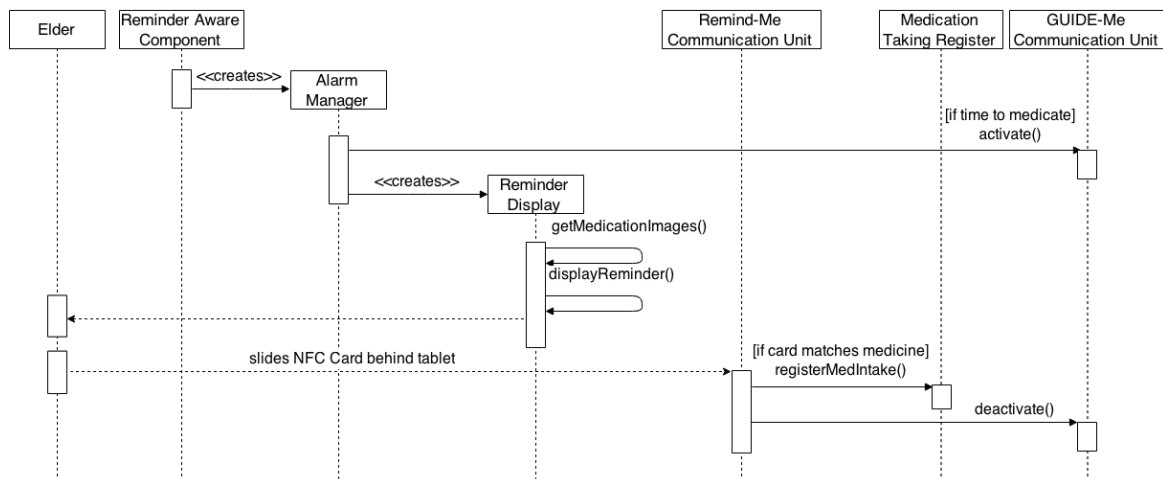 Elder
Reminder Aware
Component
Remind-Me
Communication Unit
Medication
Taking Register
GUIDE-Me
Communication Unit
<<creates>>
Alarm
Manager
[if time to medicate]
activate()
<<creates>>
Reminder
Display
getMedicationImages()
displayReminder()
slides NFC Card behind tablet
[if card matches medicine]
registerMedIntake()
deactivate()